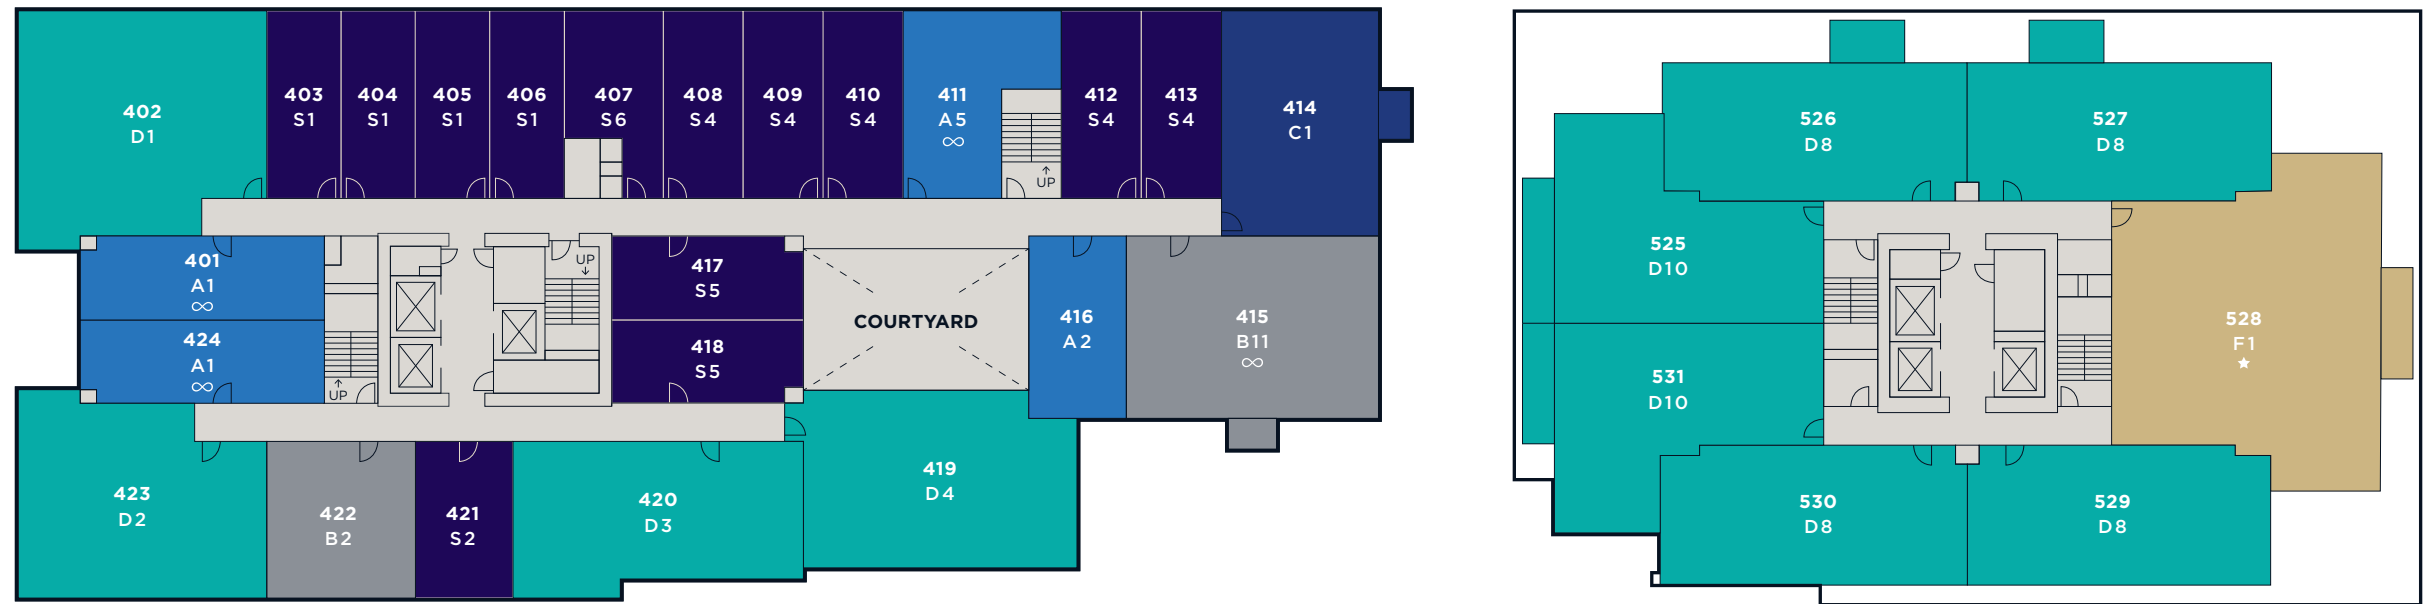 402
D1
403
S1
404
S1
405
S1
406
S1
407
S6
408
S4
409
S4
410
S4
411
A5
∞
UP
412
S4
413
S4
414
C1
401
A1
∞
424
A1
∞
UP
UP
417
S5
418
S5
COURTYARD
416
A2
415
B11
∞
423
D2
422
B2
421
S2
420
D3
419
D4
526
D8
527
D8
525
D10
531
D10
528
F1
★
530
D8
529
D8